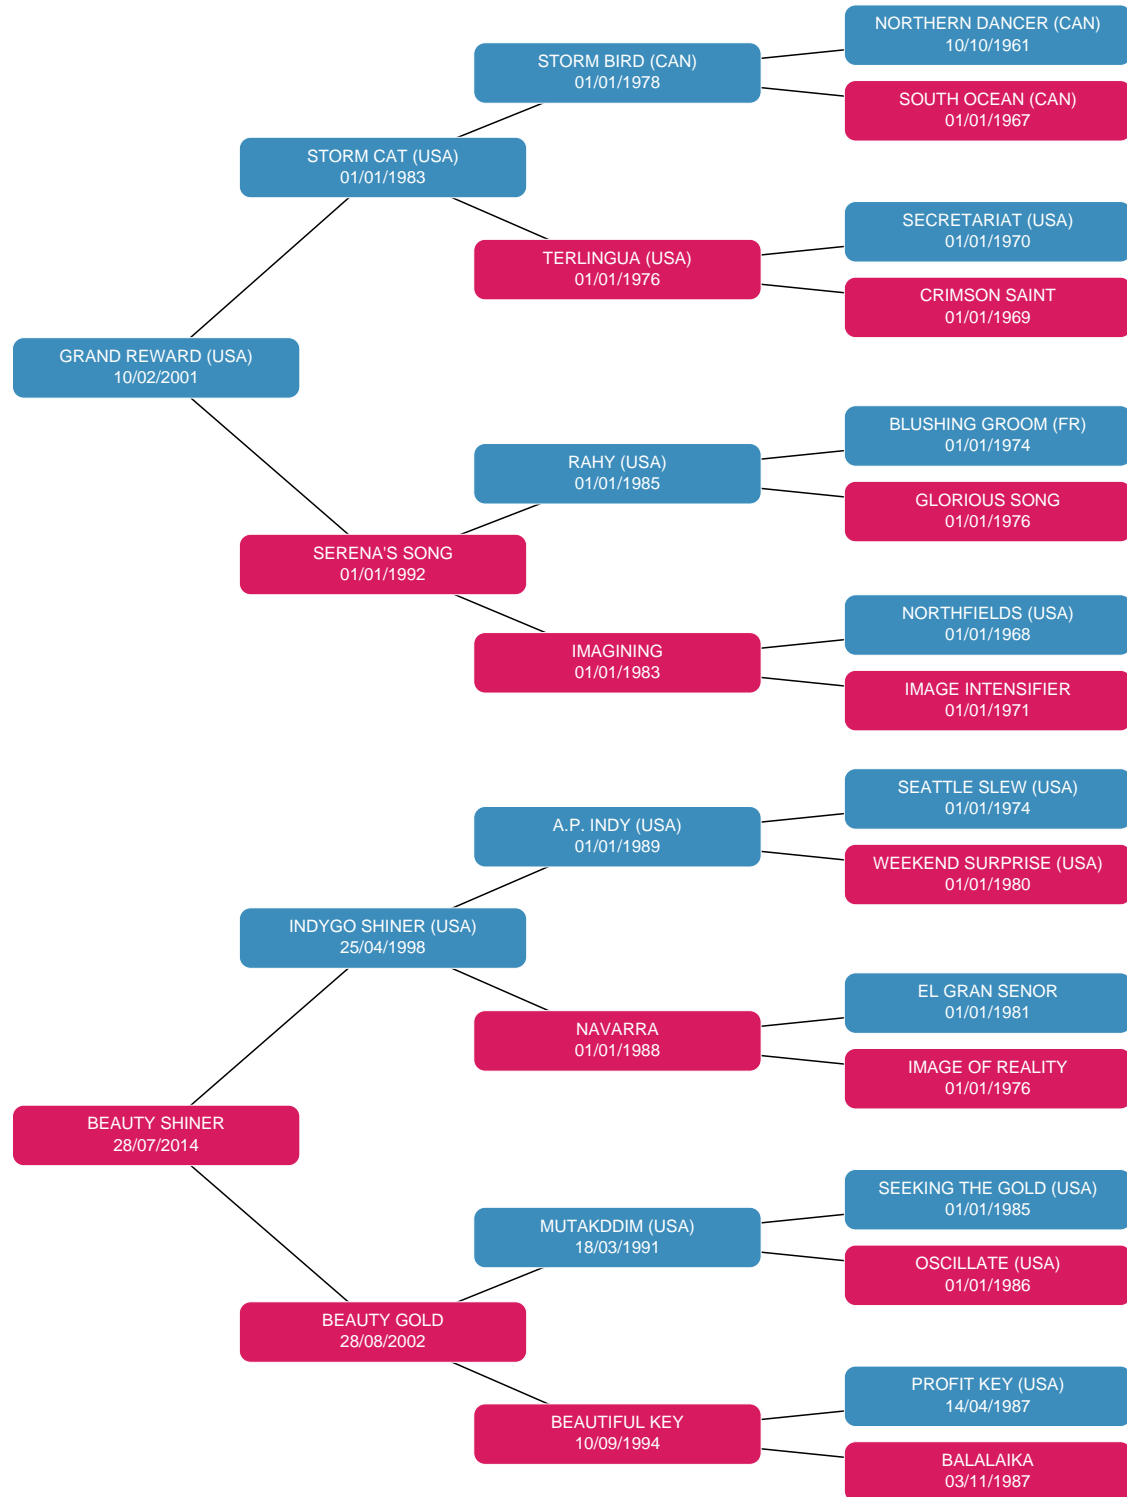 NORTHERN DANCER (CAN)
10/10/1961
STORM BIRD (CAN)
01/01/1978
SOUTH OCEAN (CAN)
01/01/1967
STORM CAT (USA)
01/01/1983
SECRETARIAT (USA)
01/01/1970
TERLINGUA (USA)
01/01/1976
CRIMSON SAINT
01/01/1969
GRAND REWARD (USA)
10/02/2001
BLUSHING GROOM (FR)
01/01/1974
RAHY (USA)
01/01/1985
GLORIOUS SONG
01/01/1976
SERENA'S SONG
01/01/1992
NORTHFIELDS (USA)
01/01/1968
IMAGINING
01/01/1983
IMAGE INTENSIFIER
01/01/1971
SEATTLE SLEW (USA)
01/01/1974
A.P. INDY (USA)
01/01/1989
WEEKEND SURPRISE (USA)
01/01/1980
INDYGO SHINER (USA)
25/04/1998
EL GRAN SENOR
01/01/1981
NAVARRA
01/01/1988
IMAGE OF REALITY
01/01/1976
BEAUTY SHINER
28/07/2014
SEEKING THE GOLD (USA)
01/01/1985
MUTAKDDIM (USA)
18/03/1991
OSCILLATE (USA)
01/01/1986
BEAUTY GOLD
28/08/2002
PROFIT KEY (USA)
14/04/1987
BEAUTIFUL KEY
10/09/1994
BALALAIKA
03/11/1987